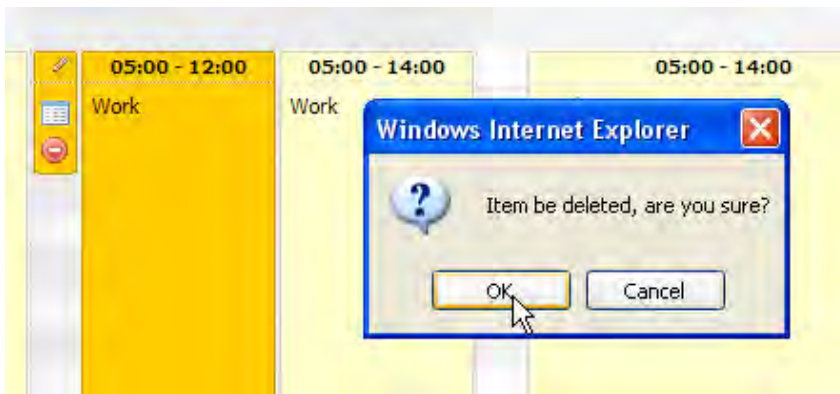 05:00 - 12:00 05:00 - 14:00 05:00 - 14:00
Work Work
Windows Internet Explorer
Item be deleted, are you sure?
OK Cancel